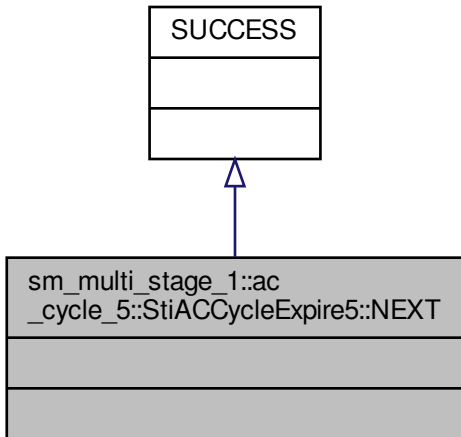 SUCCESS
sm_multi_stage_1::ac
_cycle_5::StiACCycleExpire5::NEXT